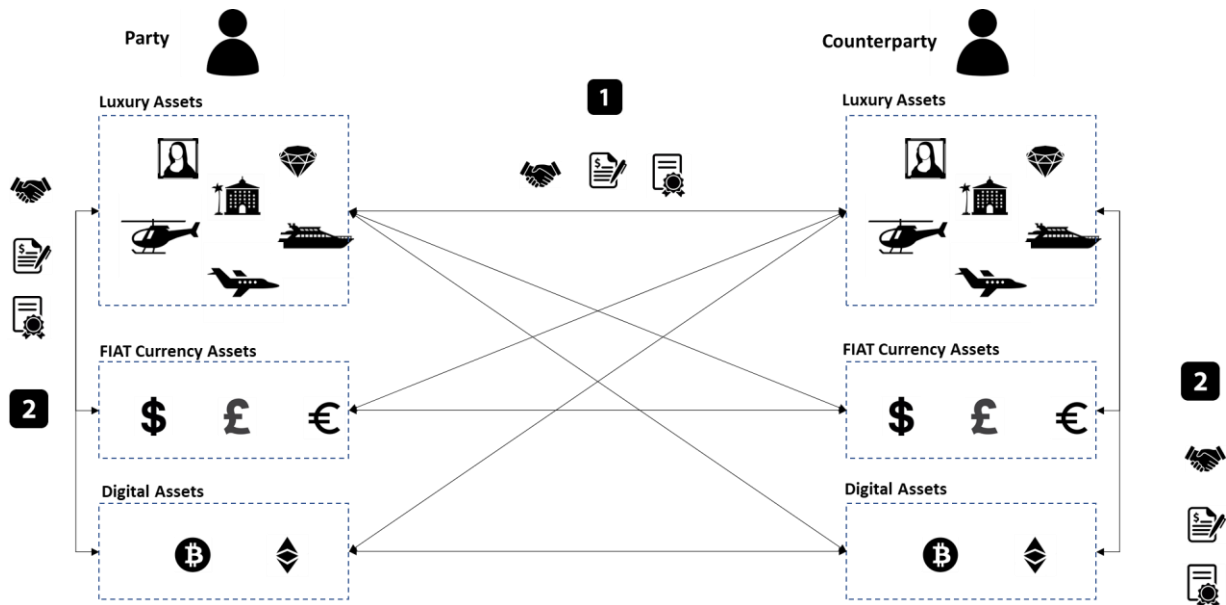 Party
Counterparty
1
Luxury Assets
Luxury Assets
$
$
FIAT Currency Assets
FIAT Currency Assets
2
$ £ €
$ £ €
2
Digital Assets
Digital Assets
₿
₿
$